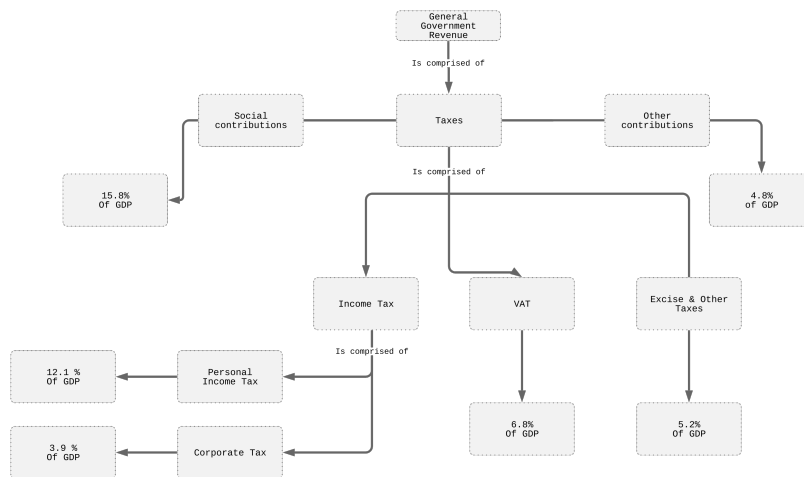 General
Government
Revenue
Is comprised of
Social
contributions
Taxes
Other
contributions
Is comprised of
15.8%
Of GDP
4.8%
of GDP
Income Tax
VAT
Excise & Other
Taxes
Is comprised of
12.1 %
Of GDP
Personal
Income Tax
6.8%
Of GDP
5.2%
Of GDP
3.9 %
Of GDP
Corporate Tax